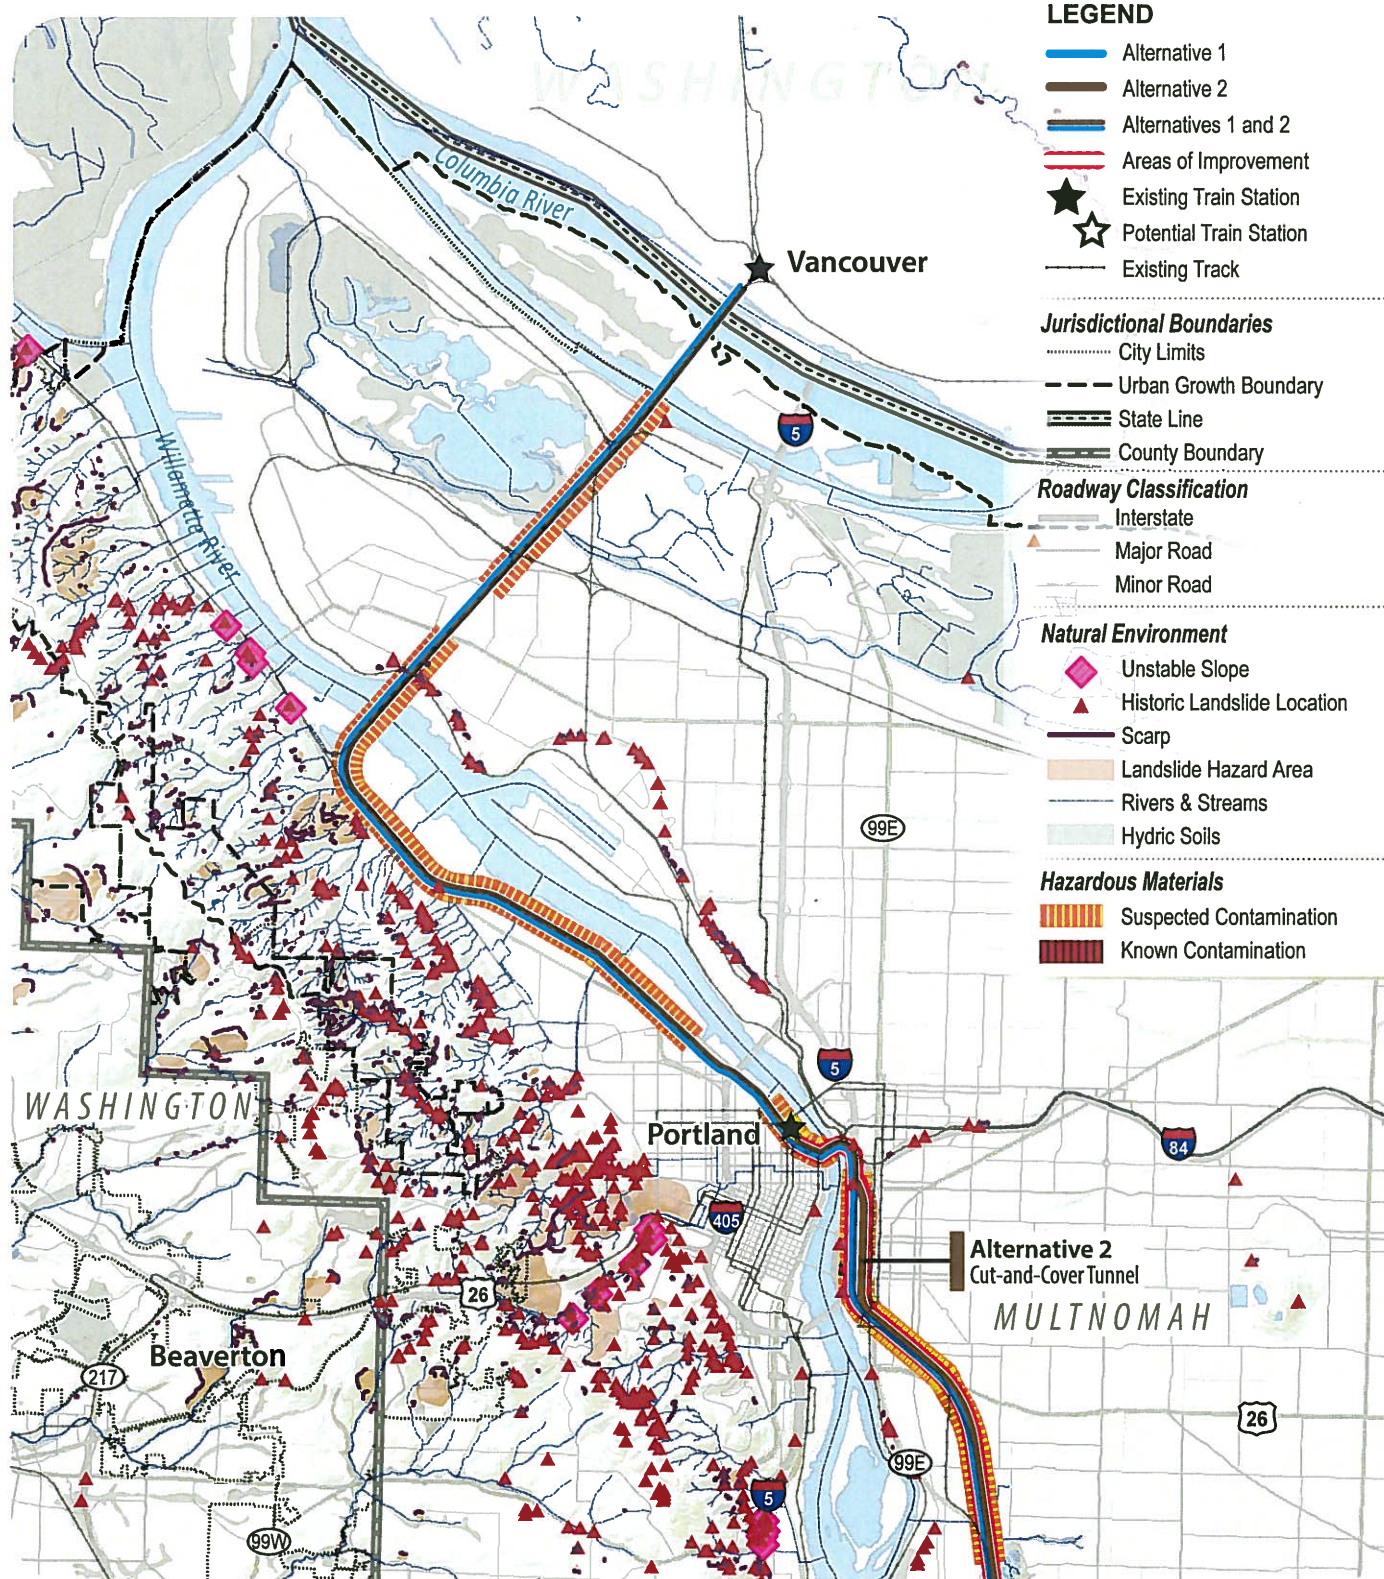 LEGEND
Alternative 1
Alternative 2
Alternatives 1 and 2
Areas of Improvement
Existing Train Station
Potential Train Station
Existing Track
Jurisdictional Boundaries
City Limits
Urban Growth Boundary
State Line
County Boundary
Roadway Classification
Interstate
Major Road
Minor Road
Natural Environment
Unstable Slope
Historic Landslide Location
Scarp
Landslide Hazard Area
Rivers & Streams
Hydric Soils
Hazardous Materials
Suspected Contamination
Known Contamination
WASHINGTON
Columbia River
Vancouver
5
Willamette River
99E
5
WASHINGTON
Portland
84
405
Alternative 2
Cut-and-Cover Tunnel
26
MULTNOMAH
Beaverton
217
26
99E
5
99W